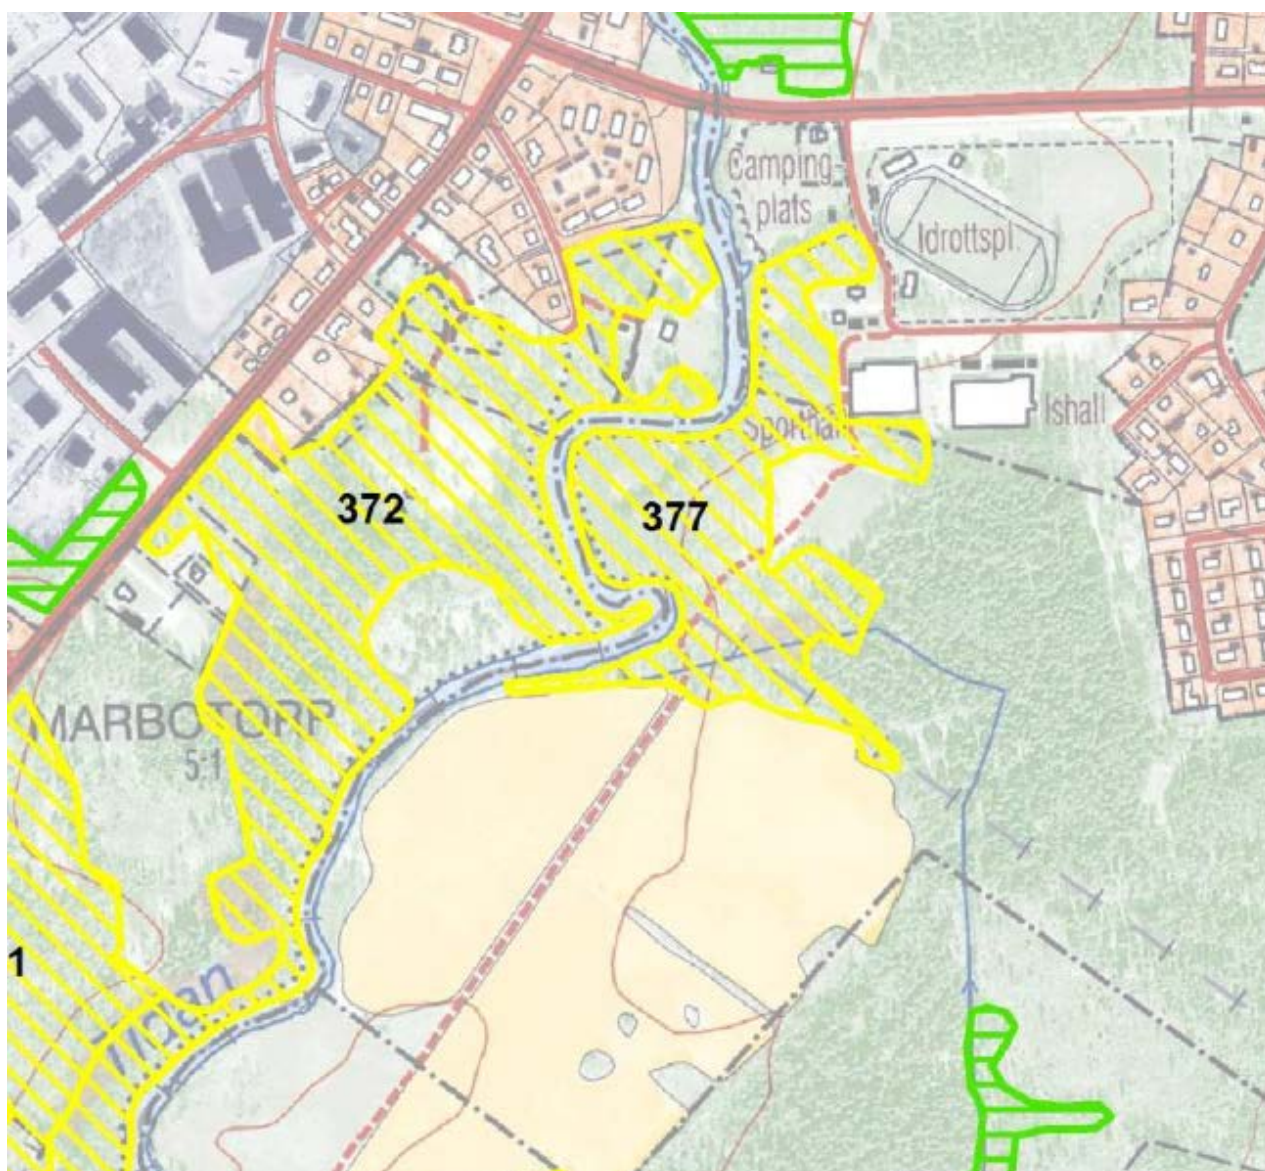 Camping-
plats
Idrottspl.
Sporthall
Ishall
372
377
MARBOTORP
5:1
1